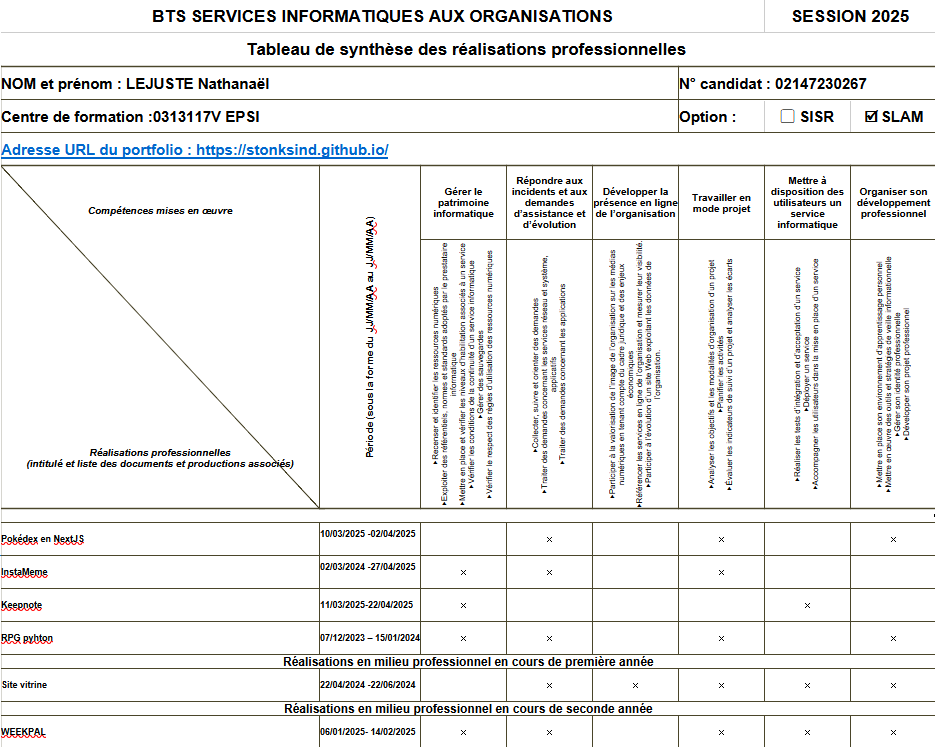 BTS SERVICES INFORMATIQUES AUX ORGANISATIONS
SESSION 2025
Tableau de synthèse des réalisations professionnelles
NOM et prénom : LEJUSTE Nathanaël
N° candidat : 02147230267
Centre de formation :0313117V EPSI
Option :
☐ SISR
☑ SLAM
Adresse URL du portfolio : https://stonksind.github.io/
Compétences mises en œuvre
Réalisations professionnelles
(intitulé et liste des documents et productions associés)
Période (sous la forme du JJ/MM/AA au JJ/MM/AA)
Gérer le
patrimoine
informatique
Répondre aux
incidents et aux
demandes
d'assistance et
d'évolution
Développer la
présence en ligne
de l'organisation
Travailler en
mode projet
Mettre à
disposition des
utilisateurs un
service
informatique
Organiser son
développement
professionnel
▸Recenser et identifier les ressources numériques
▸Exploiter des référentiels, normes et standards adoptés par le prestataire
informatique
▸Mettre en place et vérifier les niveaux d'habilitation associés à un service
▸Vérifier les conditions de la continuité d'un service informatique
▸Gérer des sauvegardes
▸Vérifier le respect des règles d'utilisation des ressources numériques
▸Collecter, suivre et orienter des demandes
▸Traiter des demandes concernant les services réseau et système,
applicatifs
▸Traiter des demandes concernant les applications
▸Participer à la valorisation de l'image de l'organisation sur les médias
numériques en tenant compte du cadre juridique et des enjeux
économiques
▸Référencer les services en ligne de l'organisation et mesurer leur visibilité.
▸Participer à l'évolution d'un site Web exploitant les données de
l'organisation.
▸Analyser les objectifs et les modalités d'organisation d'un projet
▸Planifier les activités
▸Évaluer les indicateurs de suivi d'un projet et analyser les écarts
▸Réaliser les tests d'intégration et d'acceptation d'un service
▸Déployer un service
▸Accompagner les utilisateurs dans la mise en place d'un service
▸Mettre en place son environnement d'apprentissage personnel
▸Mettre en œuvre des outils et stratégies de veille informationnelle
▸Gérer son identité professionnelle
▸Développer son projet professionnel
Pokédex en NextJS 10/03/2025 -02/04/2025 × × ×
InstaMeme 02/03/2024 -27/04/2025 × × ×
Keepnote 11/03/2025-22/04/2025 × ×
RPG pyhton 07/12/2023 – 15/01/2024 × × × ×
Réalisations en milieu professionnel en cours de première année
Site vitrine 22/04/2024 -22/06/2024 × × × × ×
Réalisations en milieu professionnel en cours de seconde année
WEEKPAL 06/01/2025- 14/02/2025 × × × × ×